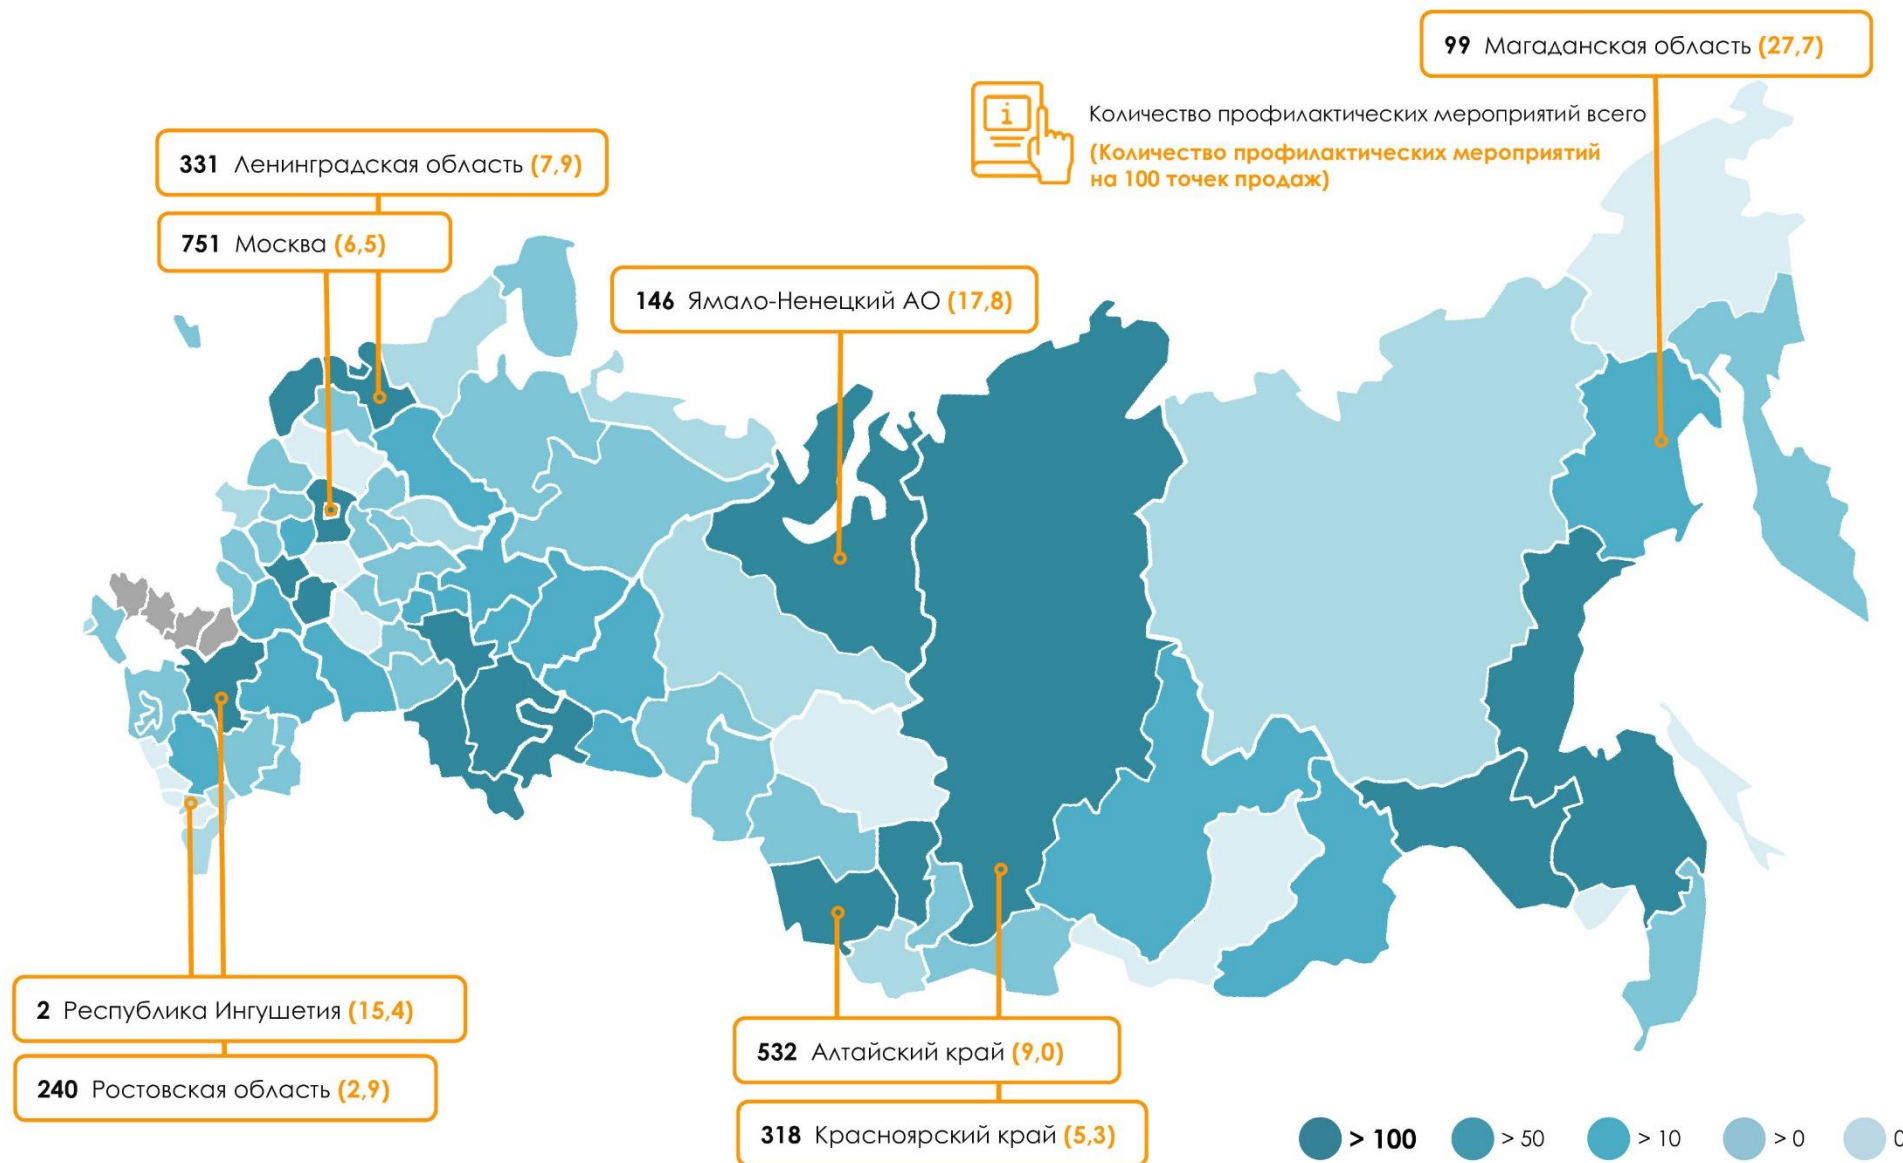 99 Магаданская область (27,7)
i
Количество профилактических мероприятий всего
(Количество профилактических мероприятий
на 100 точек продаж)
331 Ленинградская область (7,9)
751 Москва (6,5)
146 Ямало-Ненецкий АО (17,8)
2 Республика Ингушетия (15,4)
240 Ростовская область (2,9)
532 Алтайский край (9,0)
318 Красноярский край (5,3)
> 100 > 50 > 10 > 0 0